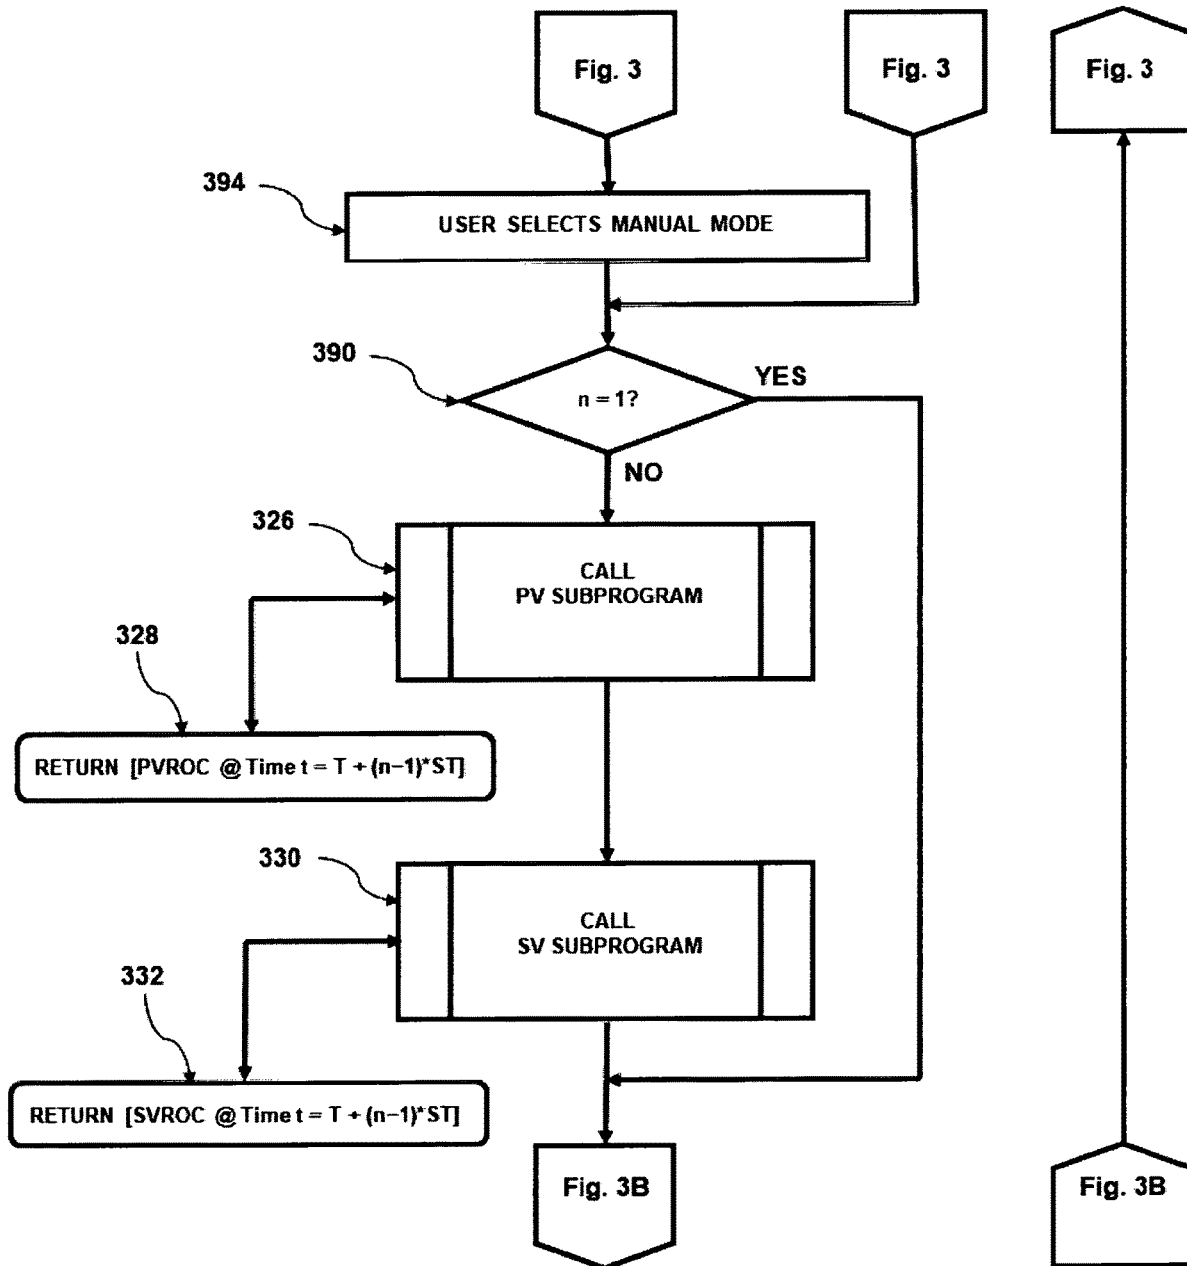 Fig. 3
Fig. 3
Fig. 3
394
USER SELECTS MANUAL MODE
390
n = 1?
YES
NO
326
CALL
PV SUBPROGRAM
328
RETURN [PVROC @ Time t = T + (n−1)*ST]
330
CALL
SV SUBPROGRAM
332
RETURN [SVROC @ Time t = T + (n−1)*ST]
Fig. 3B
Fig. 3B